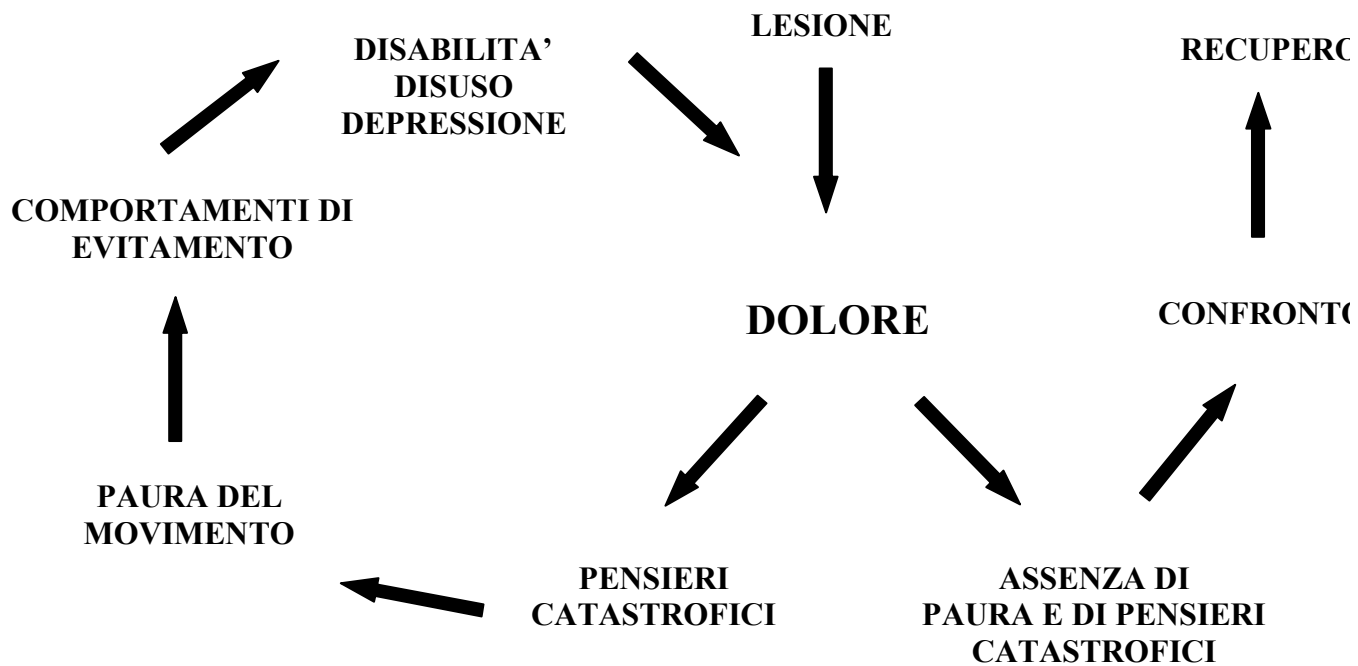 LESIONE
DISABILITA’
DISUSO
DEPRESSIONE
RECUPERO
COMPORTAMENTI DI
EVITAMENTO
DOLORE
CONFRONTO
PAURA DEL
MOVIMENTO
PENSIERI
CATASTROFICI
ASSENZA DI
PAURA E DI PENSIERI
CATASTROFICI